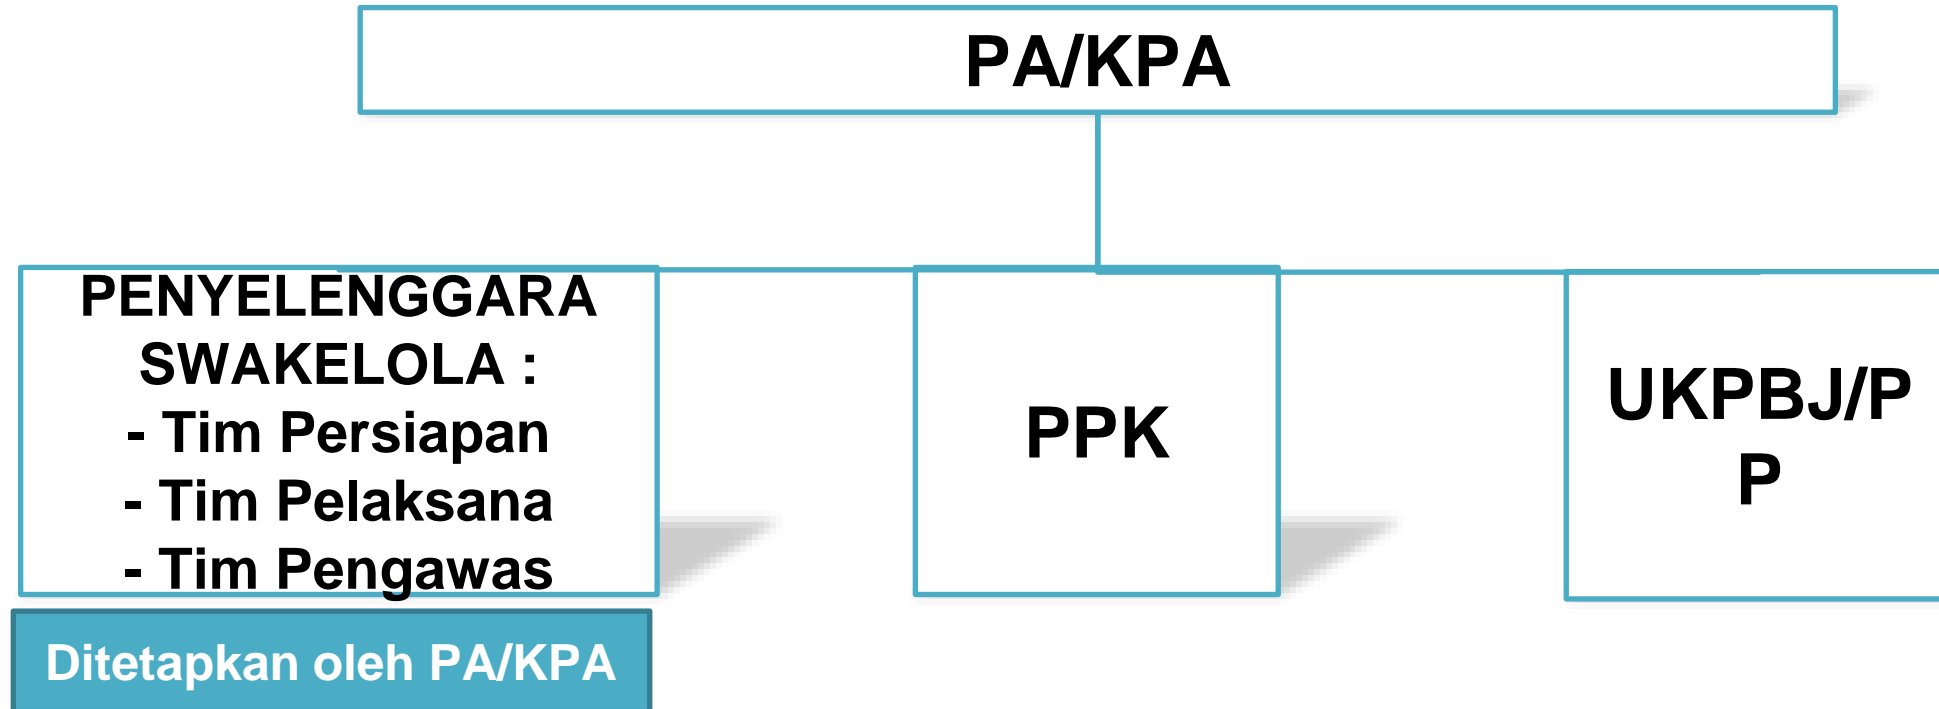 PA/KPA
PENYELENGGARA
SWAKELOLA :
- Tim Persiapan
- Tim Pelaksana
- Tim Pengawas
Ditetapkan oleh PA/KPA
PPK
UKPBJ/P
P